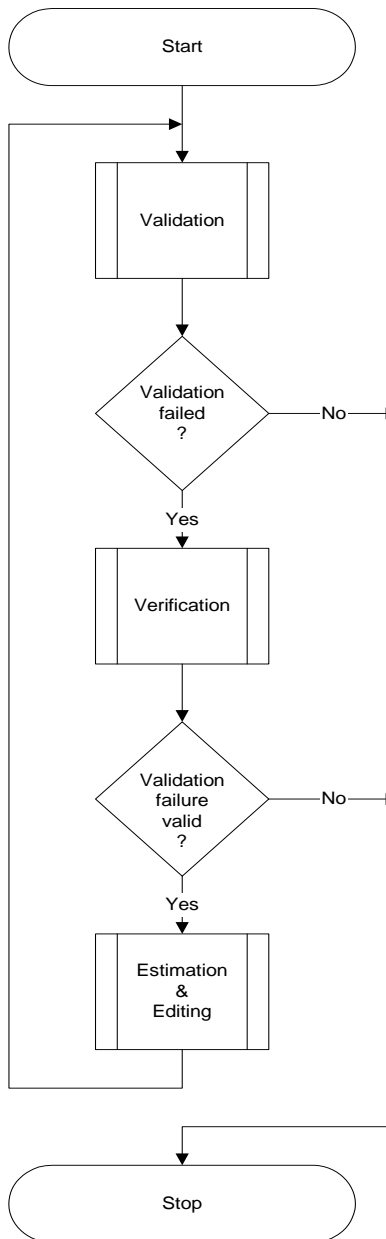 Start
Validation
Validation
failed
?
No
Yes
Verification
Validation
failure
valid
?
No
Yes
Estimation
&
Editing
Stop